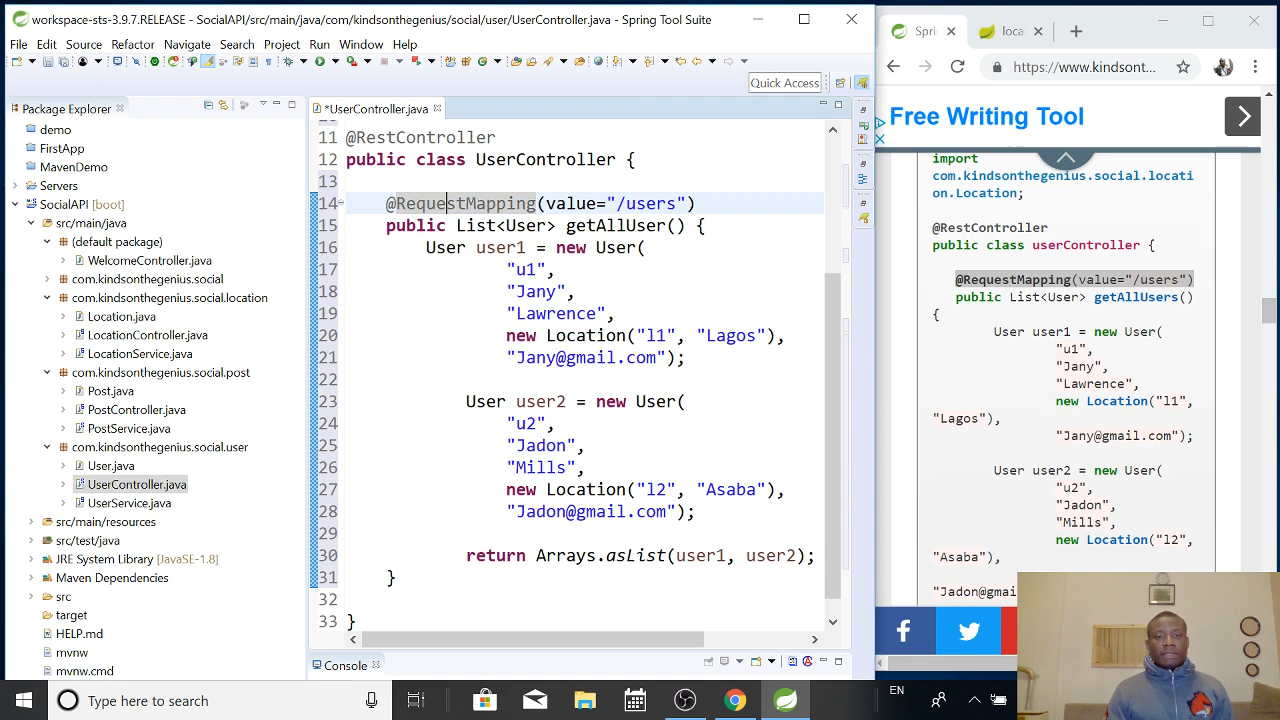 workspace-sts-3.9.7.RELEASE - SocialAPI/src/main/java/com/kindsonthegenius/social/user/UserController.java - Spring Tool Suite
File Edit Source Refactor Navigate Search Project Run Window Help
Quick Access
Package Explorer
demo
FirstApp
MavenDemo
Servers
SocialAPI [boot]
src/main/java
(default package)
WelcomeController.java
com.kindsonthegenius.social
com.kindsonthegenius.social.location
Location.java
LocationController.java
LocationService.java
com.kindsonthegenius.social.post
Post.java
PostController.java
PostService.java
com.kindsonthegenius.social.user
User.java
UserController.java
UserService.java
src/main/resources
src/test/java
JRE System Library [JavaSE-1.8]
Maven Dependencies
src
target
HELP.md
mvnw
mvnw.cmd
*UserController.java
11 @RestController
12 public class UserController {
13
14 @RequestMapping(value="/users")
15 public List<User> getAllUser() {
16 User user1 = new User(
17 "u1",
18 "Jany",
19 "Lawrence",
20 new Location("l1", "Lagos"),
21 "Jany@gmail.com");
22
23 User user2 = new User(
24 "u2",
25 "Jadon",
26 "Mills",
27 new Location("l2", "Asaba"),
28 "Jadon@gmail.com");
29
30 return Arrays.asList(user1, user2);
31 }
32
33 }
Console
Sprin
loca
https://www.kindsont...
Free Writing Tool
import
com.kindsonthegenius.social.locati
on.Location;
@RestController
public class userController {
@RequestMapping(value="/users")
public List<User> getAllUsers()
{
User user1 = new User(
"u1",
"Jany",
"Lawrence",
new Location("l1",
"Lagos"),
"Jany@gmail.com");
User user2 = new User(
"u2",
"Jadon",
"Mills",
new Location("l2",
"Asaba"),
"Jadon@gmai
Type here to search
EN